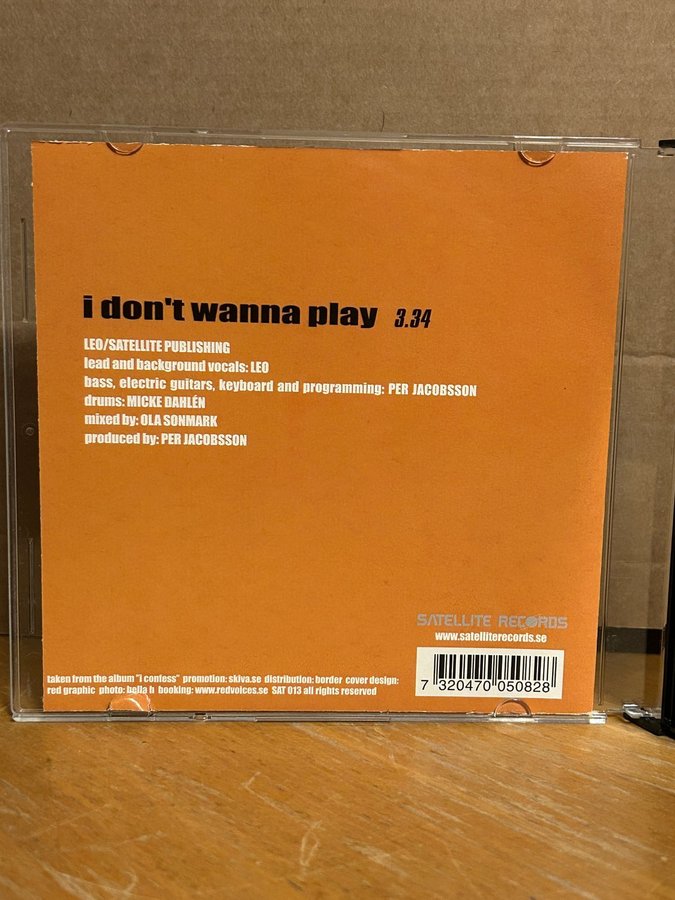 i don't wanna play 3.34
LEO/SATELLITE PUBLISHING
lead and background vocals: LEO
bass, electric guitars, keyboard and programming: PER JACOBSSON
drums: MICKE DAHLÉN
mixed by: OLA SONMARK
produced by: PER JACOBSSON
SATELLITE RECORDS
www.satelliterecords.se
7 320470 050828
taken from the album "i confess" promotion: skiva.se distribution: border cover design:
red graphic photo: bella h booking: www.redvoices.se SAT 013 all rights reserved